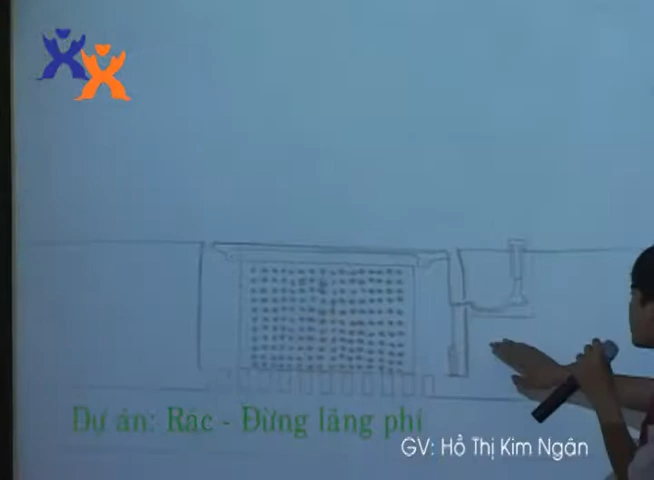 Dự án: Rác - Đừng lãng phí
GV: Hồ Thị Kim Ngân